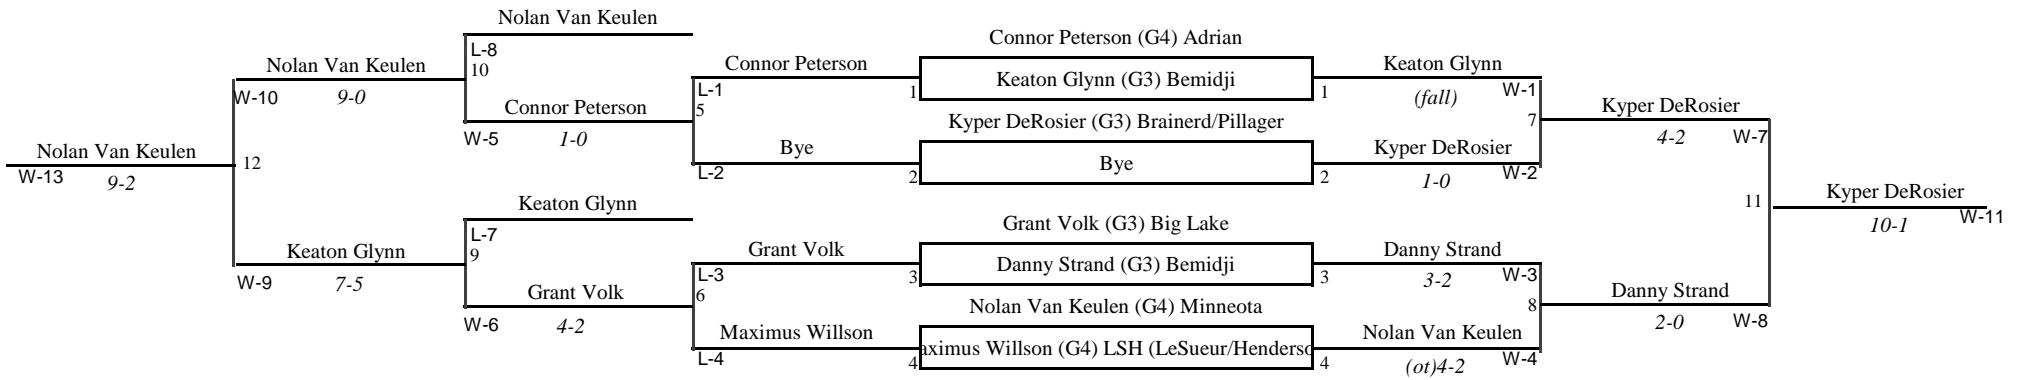 Nolan Van Keulen
L-8
10
Connor Peterson (G4) Adrian
Nolan Van Keulen
W-10
9-0
Connor Peterson
L-1
1
Keaton Glynn (G3) Bemidji
1
Keaton Glynn
(fall)
W-1
Connor Peterson
W-5
1-0
5
Kyper DeRosier (G3) Brainerd/Pillager
7
Kyper DeRosier
4-2
W-7
Nolan Van Keulen
W-13
9-2
12
Bye
L-2
2
Bye
2
Kyper DeRosier
1-0
W-2
Keaton Glynn
L-7
9
Grant Volk (G3) Big Lake
11
Kyper DeRosier
10-1
W-11
Keaton Glynn
W-9
7-5
Grant Volk
L-3
3
Danny Strand (G3) Bemidji
3
Danny Strand
3-2
W-3
Grant Volk
W-6
4-2
6
Nolan Van Keulen (G4) Minneota
8
Danny Strand
2-0
W-8
Maximus Willson
L-4
4
aximus Willson (G4) LSH (LeSueur/Henderso
4
Nolan Van Keulen
(ot)4-2
W-4